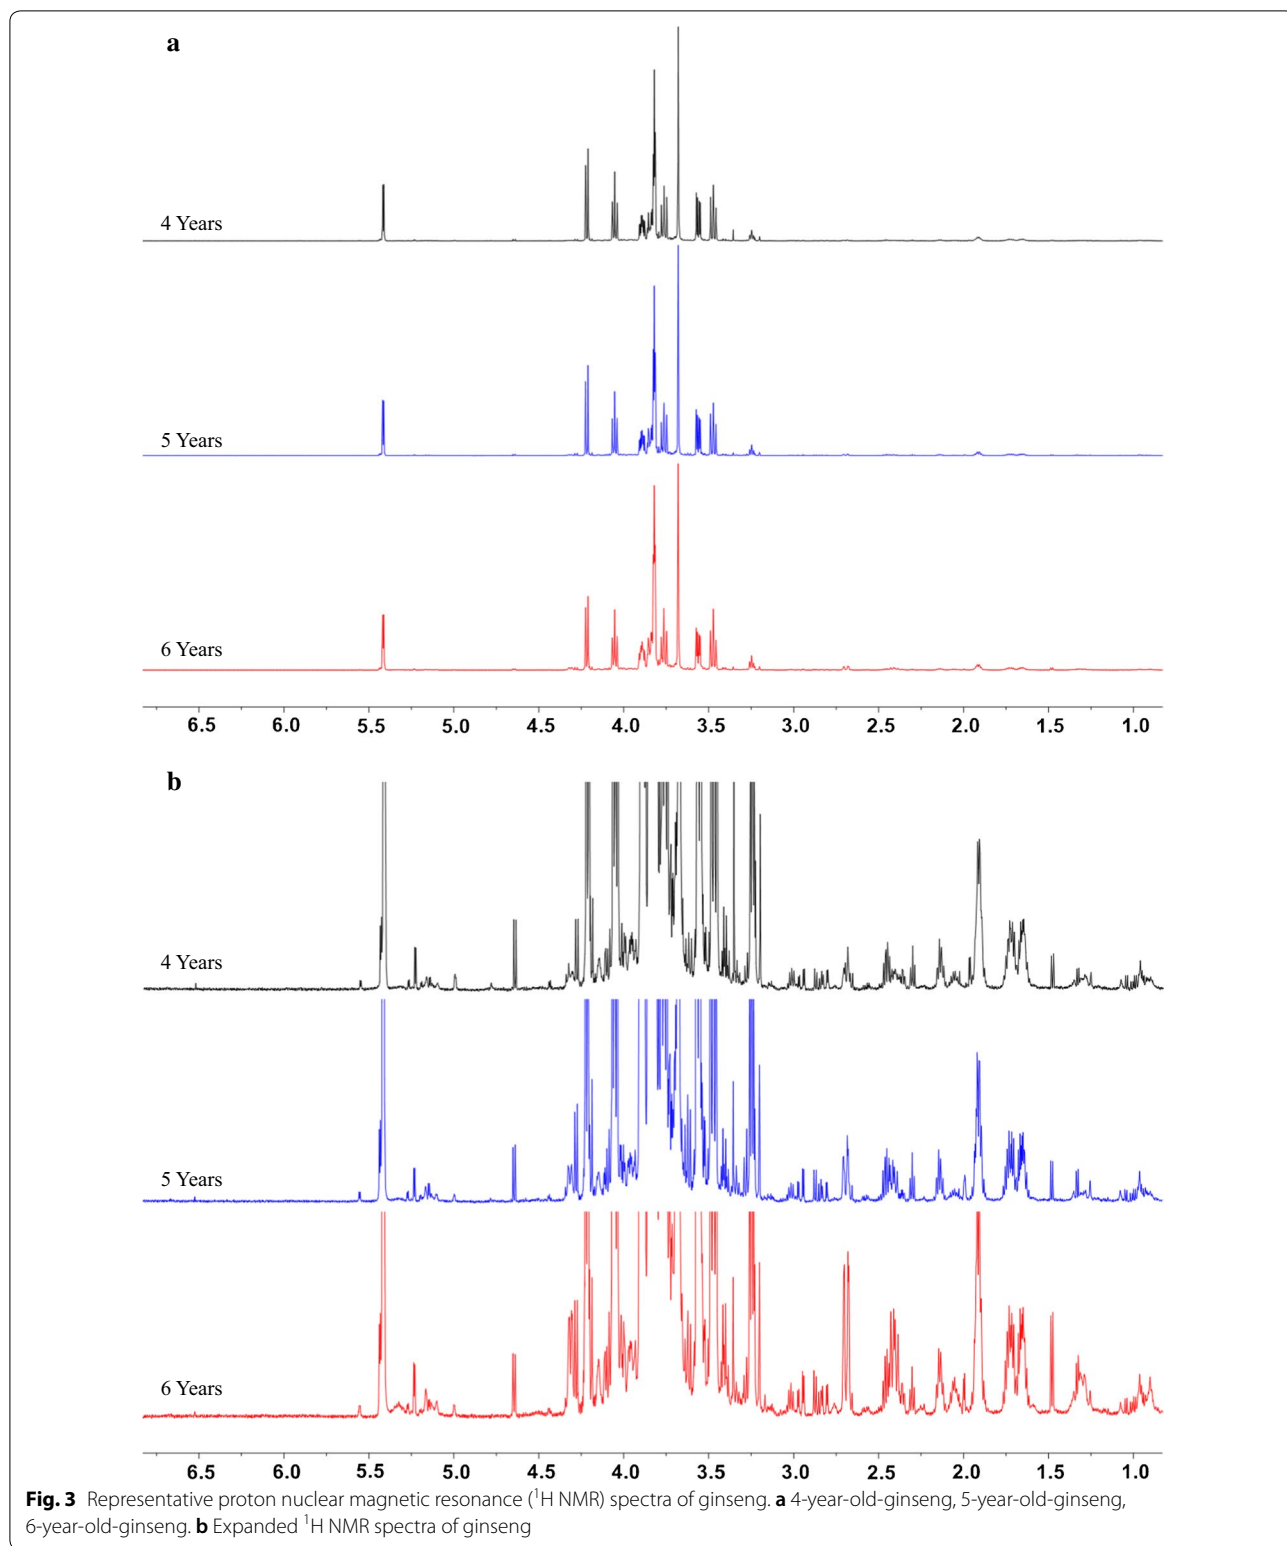 a
4 Years
5 Years
6 Years
6.5 6.0 5.5 5.0 4.5 4.0 3.5 3.0 2.5 2.0 1.5 1.0
b
4 Years
5 Years
6 Years
6.5 6.0 5.5 5.0 4.5 4.0 3.5 3.0 2.5 2.0 1.5 1.0
Fig. 3 Representative proton nuclear magnetic resonance (¹H NMR) spectra of ginseng. a 4-year-old-ginseng, 5-year-old-ginseng,
6-year-old-ginseng. b Expanded ¹H NMR spectra of ginseng